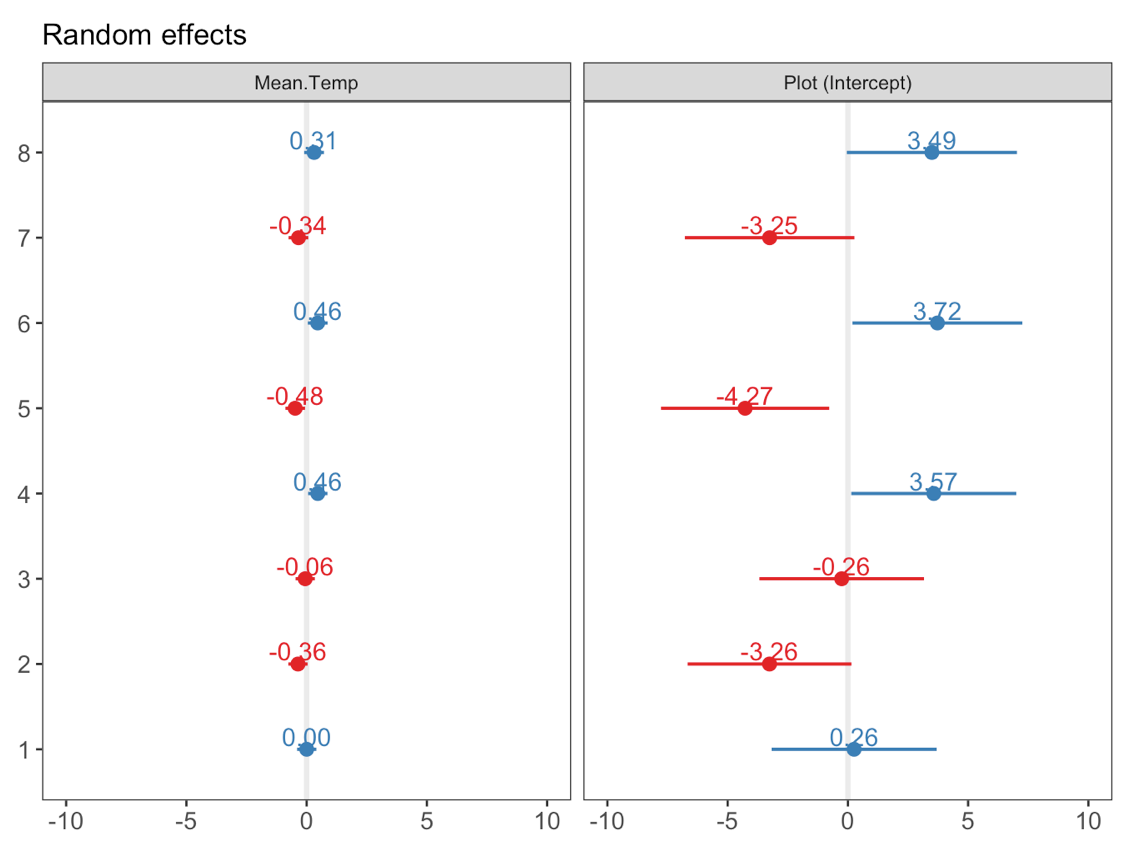 Random effects
Mean.Temp Plot (Intercept)
8 0.31 3.49
7 -0.34 -3.25
6 0.46 3.72
5 -0.48 -4.27
4 0.46 3.57
3 -0.06 -0.26
2 -0.36 -3.26
1 0.00 0.26
-10 -5 0 5 10 -10 -5 0 5 10